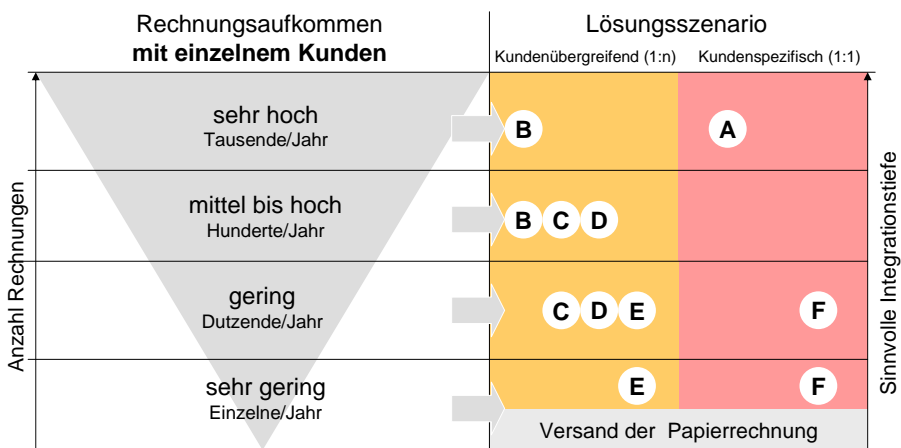 Rechnungsaufkommen
mit einzelnem Kunden
Lösungsszenario
Kundenübergreifend (1:n)
Kundenspezifisch (1:1)
Anzahl Rechnungen
Sinnvolle Integrationstiefe
sehr hoch
Tausende/Jahr
B
A
mittel bis hoch
Hunderte/Jahr
B C D
gering
Dutzende/Jahr
C D E
F
sehr gering
Einzelne/Jahr
E
F
Versand der Papierrechnung